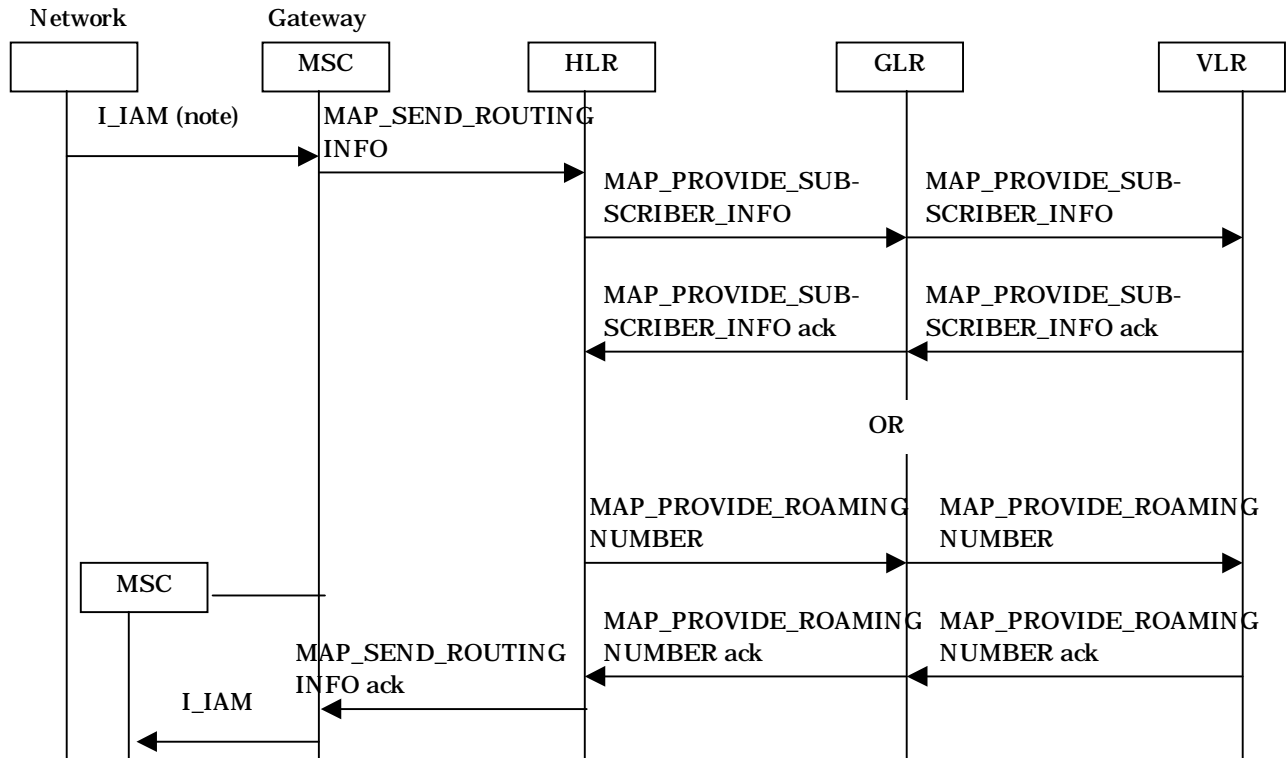 Network
Gateway
MSC
HLR
GLR
VLR
I_IAM (note)
MAP_SEND_ROUTING
INFO
MAP_PROVIDE_SUB-
SCRIBER_INFO
MAP_PROVIDE_SUB-
SCRIBER_INFO
MAP_PROVIDE_SUB-
SCRIBER_INFO ack
MAP_PROVIDE_SUB-
SCRIBER_INFO ack
OR
MAP_PROVIDE_ROAMING
NUMBER
MAP_PROVIDE_ROAMING
NUMBER
MSC
MAP_PROVIDE_ROAMING
NUMBER ack
MAP_PROVIDE_ROAMING
NUMBER ack
MAP_SEND_ROUTING
INFO ack
I_IAM